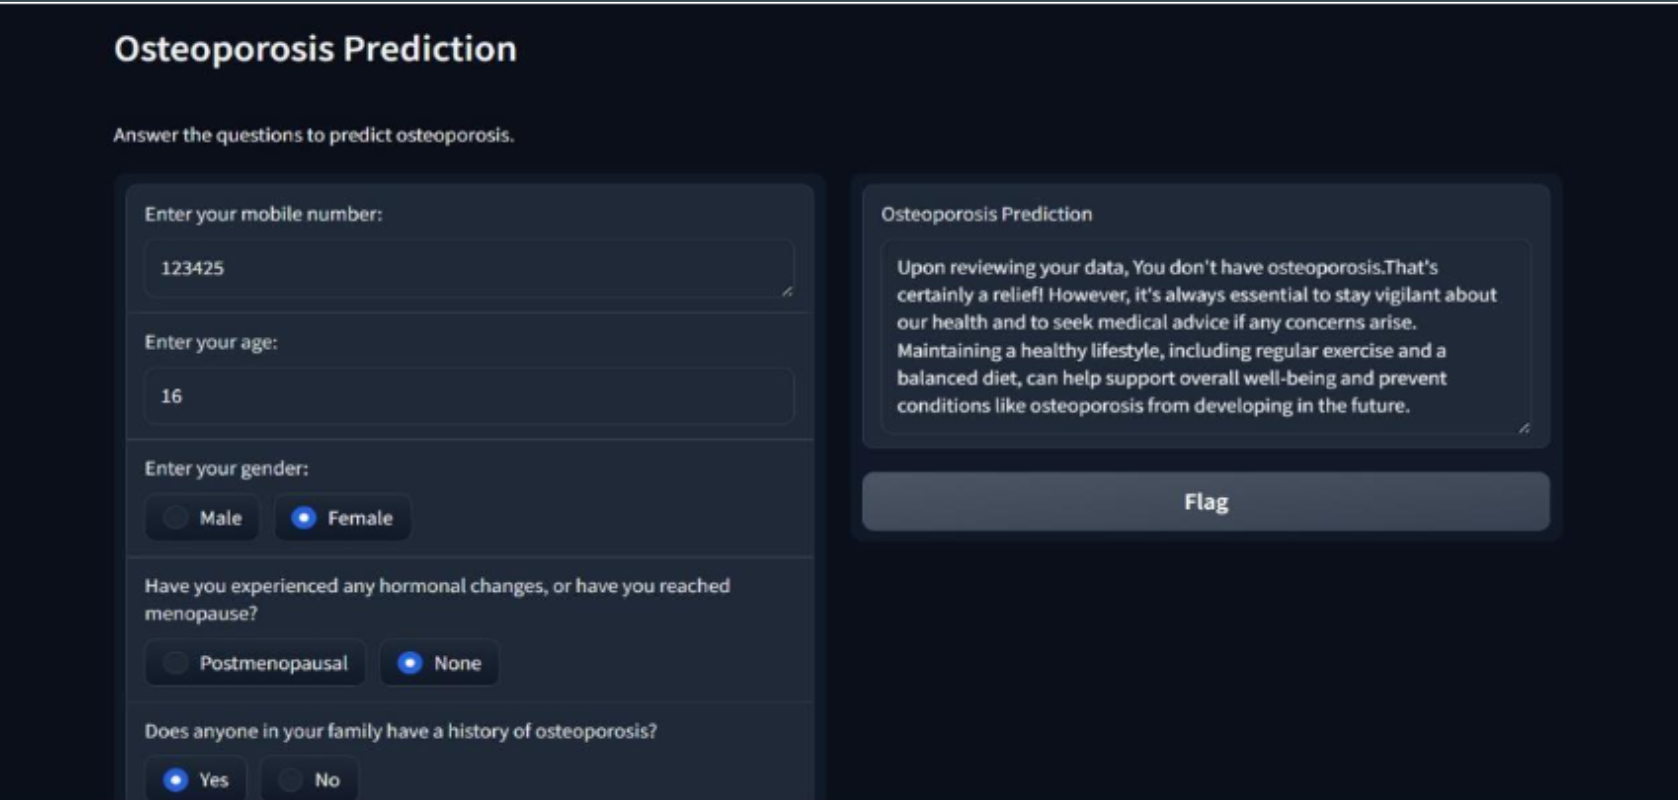 Osteoporosis Prediction
Answer the questions to predict osteoporosis.
Enter your mobile number:
123425
Enter your age:
16
Enter your gender:
Male
Female
Have you experienced any hormonal changes, or have you reached
menopause?
Postmenopausal
None
Does anyone in your family have a history of osteoporosis?
Yes
No
Osteoporosis Prediction
Upon reviewing your data, You don't have osteoporosis.That's
certainly a relief! However, it's always essential to stay vigilant about
our health and to seek medical advice if any concerns arise.
Maintaining a healthy lifestyle, including regular exercise and a
balanced diet, can help support overall well-being and prevent
conditions like osteoporosis from developing in the future.
Flag